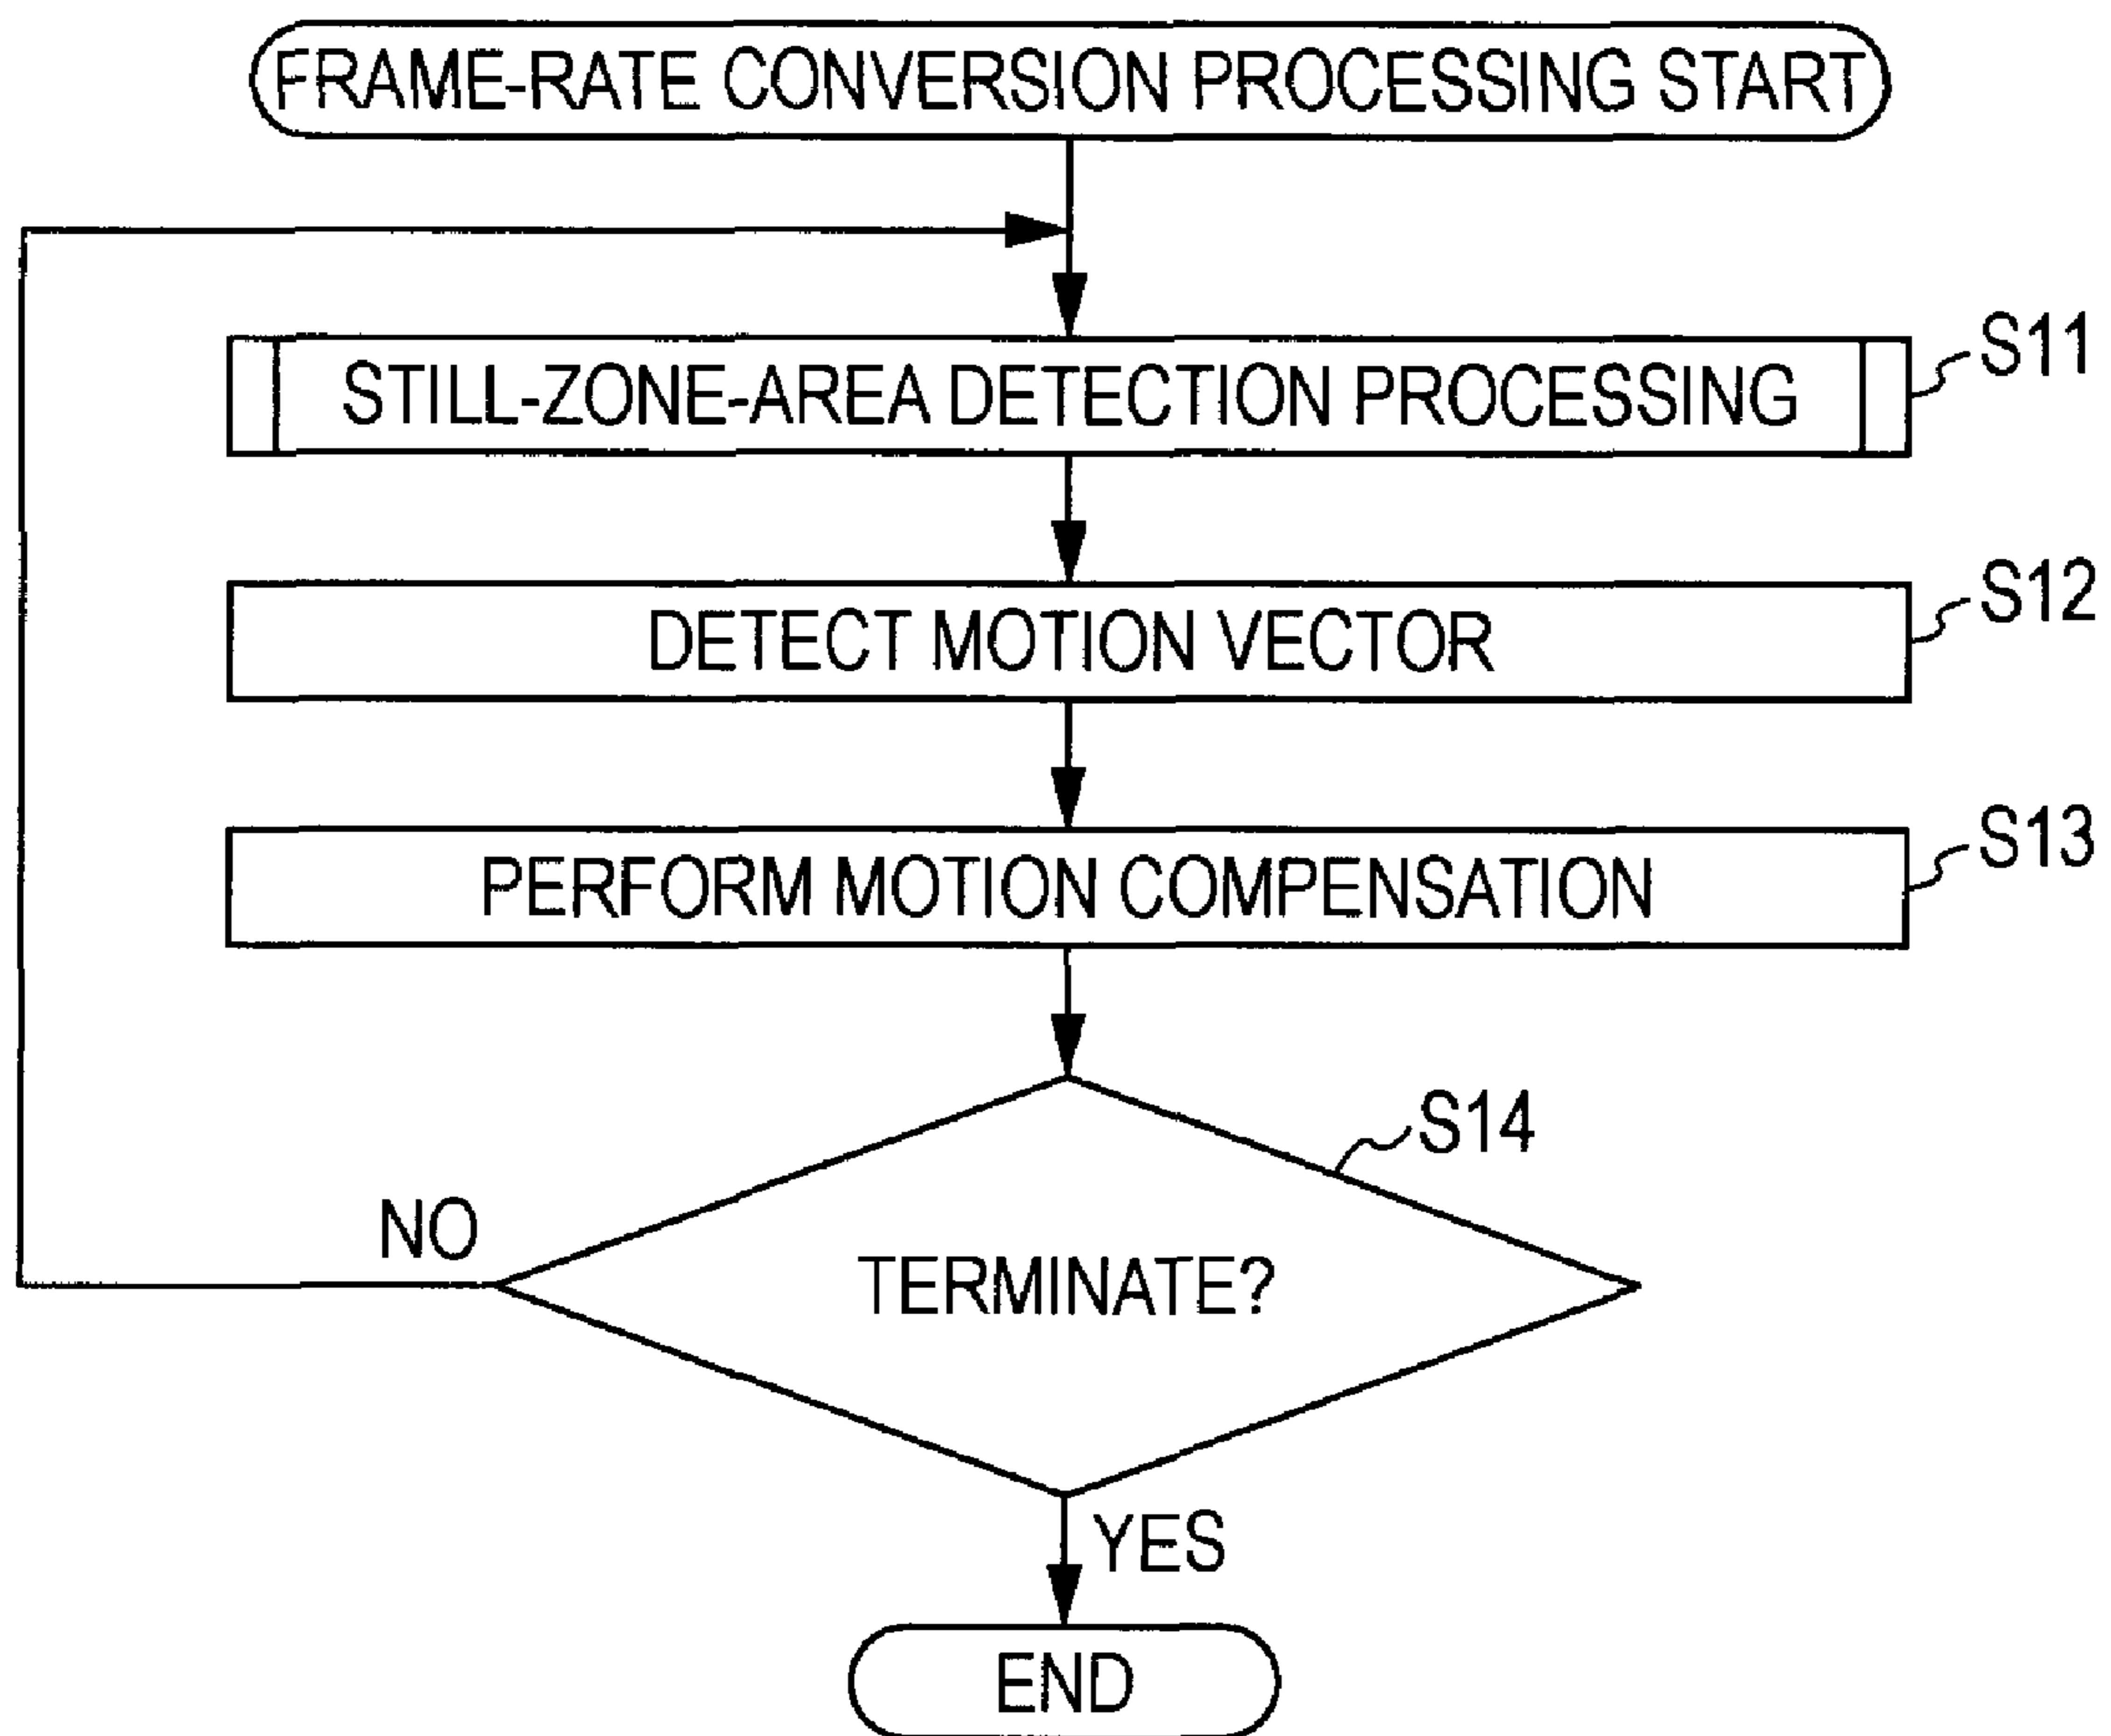 FRAME-RATE CONVERSION PROCESSING START
STILL-ZONE-AREA DETECTION PROCESSING
S11
DETECT MOTION VECTOR
S12
PERFORM MOTION COMPENSATION
S13
S14
NO
TERMINATE?
YES
END